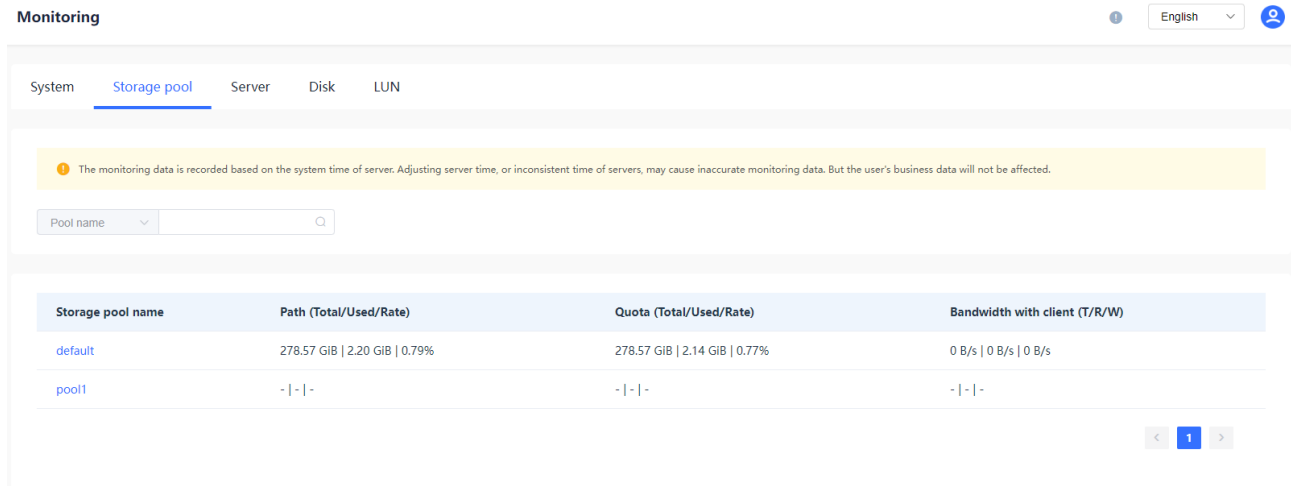 Monitoring
English
System Storage pool Server Disk LUN
The monitoring data is recorded based on the system time of server. Adjusting server time, or inconsistent time of servers, may cause inaccurate monitoring data. But the user's business data will not be affected.
Pool name
Storage pool name Path (Total/Used/Rate) Quota (Total/Used/Rate) Bandwidth with client (T/R/W)
default 278.57 GiB | 2.20 GiB | 0.79% 278.57 GiB | 2.14 GiB | 0.77% 0 B/s | 0 B/s | 0 B/s
pool1 - | - | - - | - | - - | - | -
< 1 >